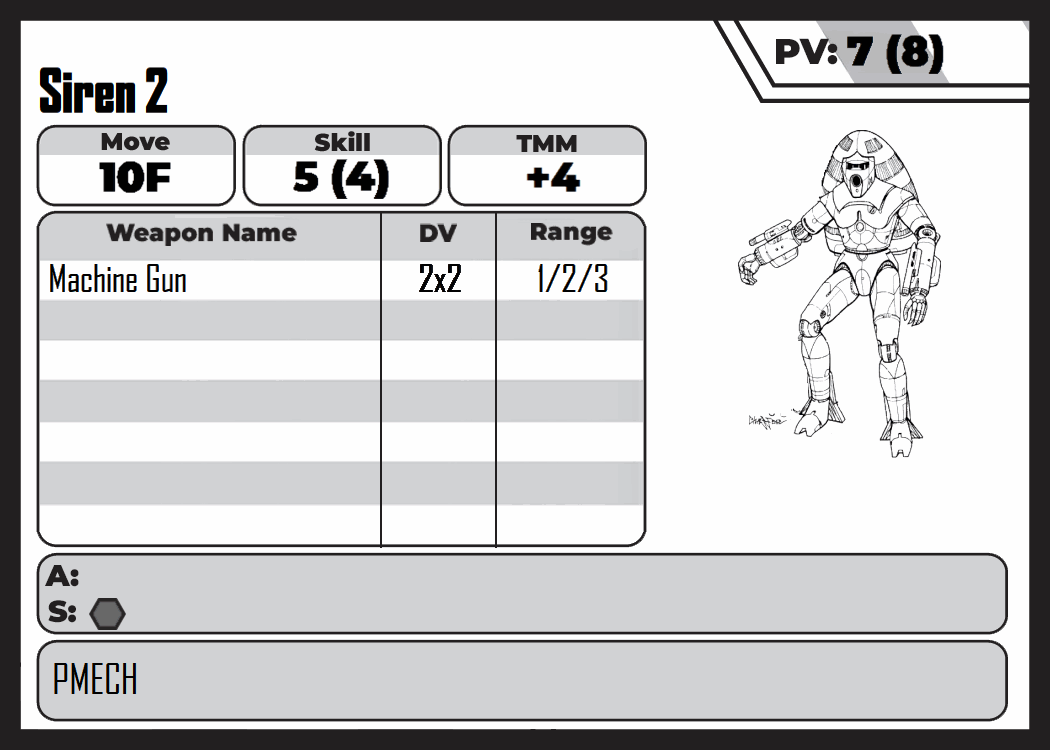 PV: 7 (8)
Siren 2
Move Skill TMM
10F 5 (4) +4
Weapon Name DV Range
Machine Gun 2x2 1/2/3
A:
S:
PMECH